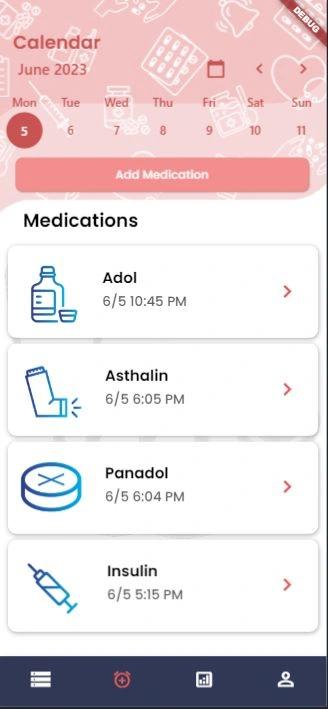 DEBUG
Calendar
June 2023
Mon Tue Wed Thu Fri Sat Sun
5 6 7 8 9 10 11
Add Medication
Medications
Adol
6/5 10:45 PM
Asthalin
6/5 6:05 PM
Panadol
6/5 6:04 PM
Insulin
6/5 5:15 PM